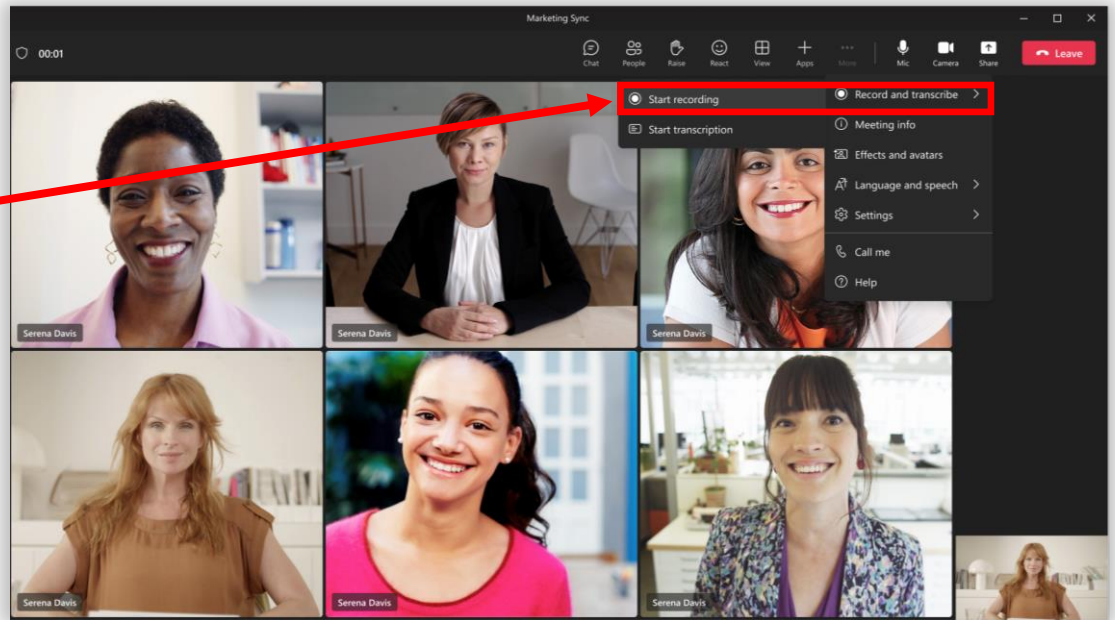 Marketing Sync
00:01
Chat People Raise React View Apps More Mic Camera Share Leave
Start recording
Start transcription
Record and transcribe
Meeting info
Effects and avatars
Language and speech
Settings
Call me
Help
Serena Davis
Serena Davis
Serena Davis
Serena Davis
Serena Davis
Serena Davis